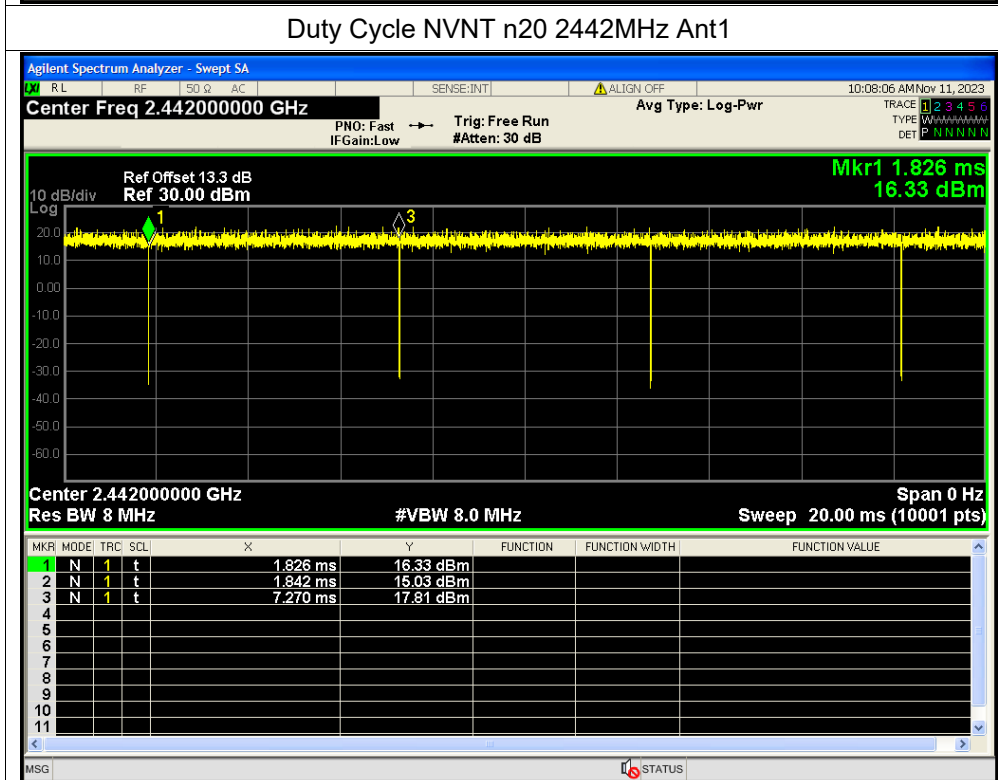 Duty Cycle NVNT n20 2442MHz Ant1
Agilent Spectrum Analyzer - Swept SA
LXI RL RF 50 Ω AC SENSE:INT ALIGN OFF 10:08:06 AM Nov 11, 2023
Center Freq 2.442000000 GHz Avg Type: Log-Pwr TRACE 1 2 3 4 5 6
PNO: Fast Trig: Free Run TYPE WWWWWW
IFGain:Low #Atten: 30 dB DET P N N N N N
Mkr1 1.826 ms
Ref Offset 13.3 dB
10 dB/div Ref 30.00 dBm 16.33 dBm
Log
1
3
20.0
10.0
0.00
-10.0
-20.0
-30.0
-40.0
-50.0
-60.0
Center 2.442000000 GHz Span 0 Hz
Res BW 8 MHz #VBW 8.0 MHz Sweep 20.00 ms (10001 pts)
MKR MODE TRC SCL X Y FUNCTION FUNCTION WIDTH FUNCTION VALUE
1 N 1 t 1.826 ms 16.33 dBm
2 N 1 t 1.842 ms 15.03 dBm
3 N 1 t 7.270 ms 17.81 dBm
4
5
6
7
8
9
10
11
MSG STATUS